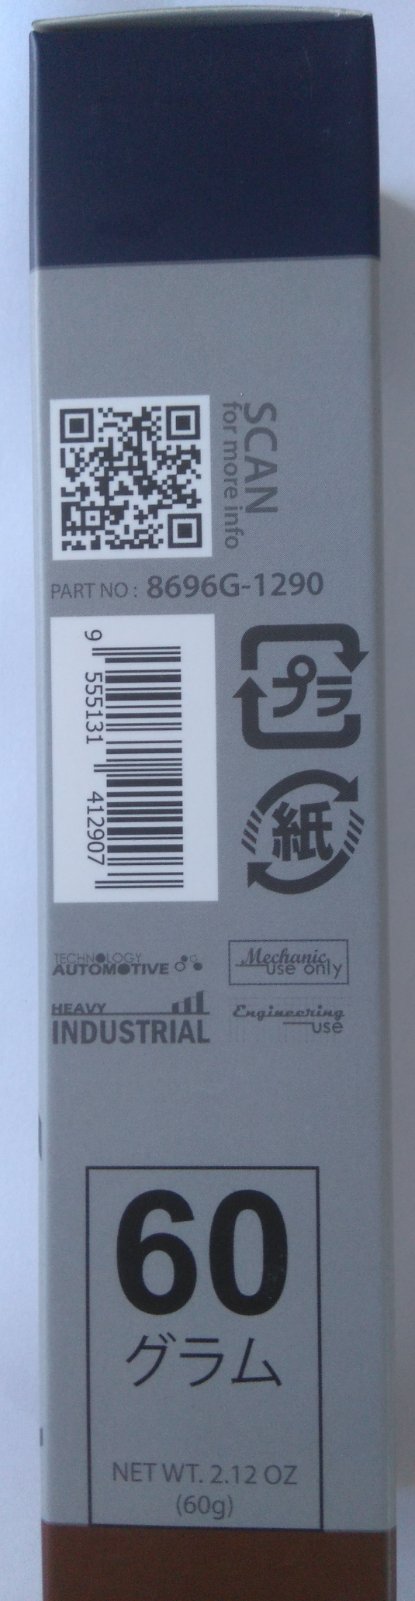 SCAN
for more info
PART NO : 8696G-1290
9 555131 412907
プラ
紙
TECHNOLOGY
AUTOMOTIVE
Mechanic
use only
HEAVY
INDUSTRIAL
Engineering
use
60
グラム
NET WT. 2.12 OZ
(60g)